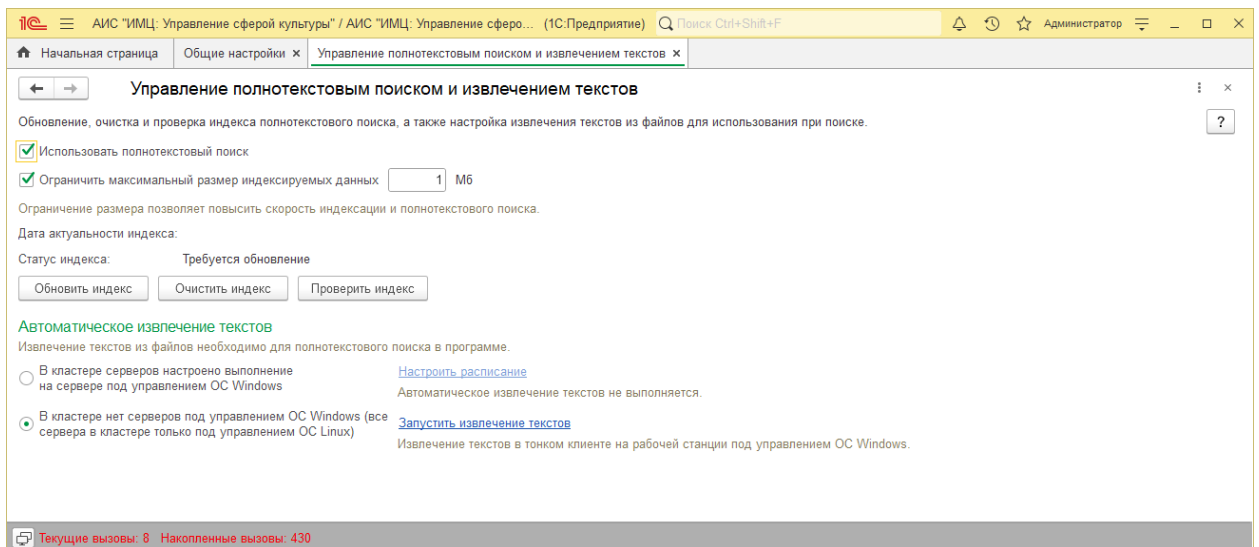 1С АИС "ИМЦ: Управление сферой культуры" / АИС "ИМЦ: Управление сферо... (1С:Предприятие) Поиск Ctrl+Shift+F Администратор
Начальная страница Общие настройки × Управление полнотекстовым поиском и извлечением текстов ×
Управление полнотекстовым поиском и извлечением текстов
Обновление, очистка и проверка индекса полнотекстового поиска, а также настройка извлечения текстов из файлов для использования при поиске. ?
Использовать полнотекстовый поиск
Ограничить максимальный размер индексируемых данных 1 Мб
Ограничение размера позволяет повысить скорость индексации и полнотекстового поиска.
Дата актуальности индекса:
Статус индекса: Требуется обновление
Обновить индекс Очистить индекс Проверить индекс
Автоматическое извлечение текстов
Извлечение текстов из файлов необходимо для полнотекстового поиска в программе.
В кластере серверов настроено выполнение Настроить расписание
на сервере под управлением ОС Windows
Автоматическое извлечение текстов не выполняется.
В кластере нет серверов под управлением ОС Windows (все Запустить извлечение текстов
сервера в кластере только под управлением ОС Linux)
Извлечение текстов в тонком клиенте на рабочей станции под управлением ОС Windows.
Текущие вызовы: 8 Накопленные вызовы: 430